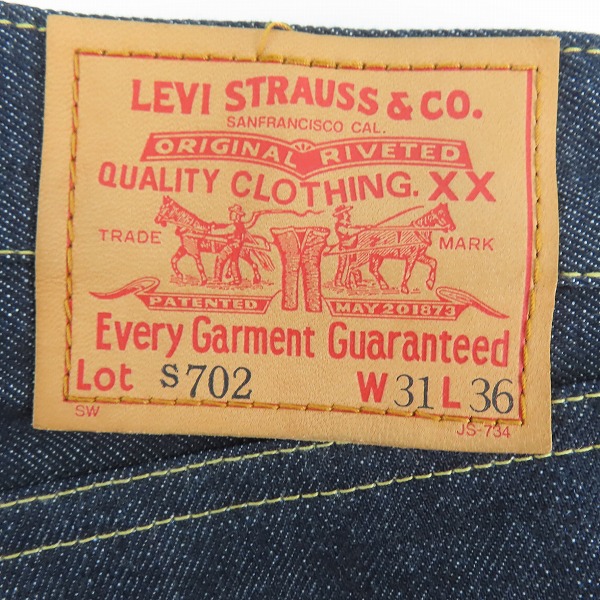 LEVI STRAUSS & CO.
SANFRANCISCO CAL.
ORIGINAL RIVETED
QUALITY CLOTHING. XX
TRADE MARK
PATENTED MAY 20 1873
Every Garment Guaranteed
Lot S702 W 31 L 36
SW JS-734